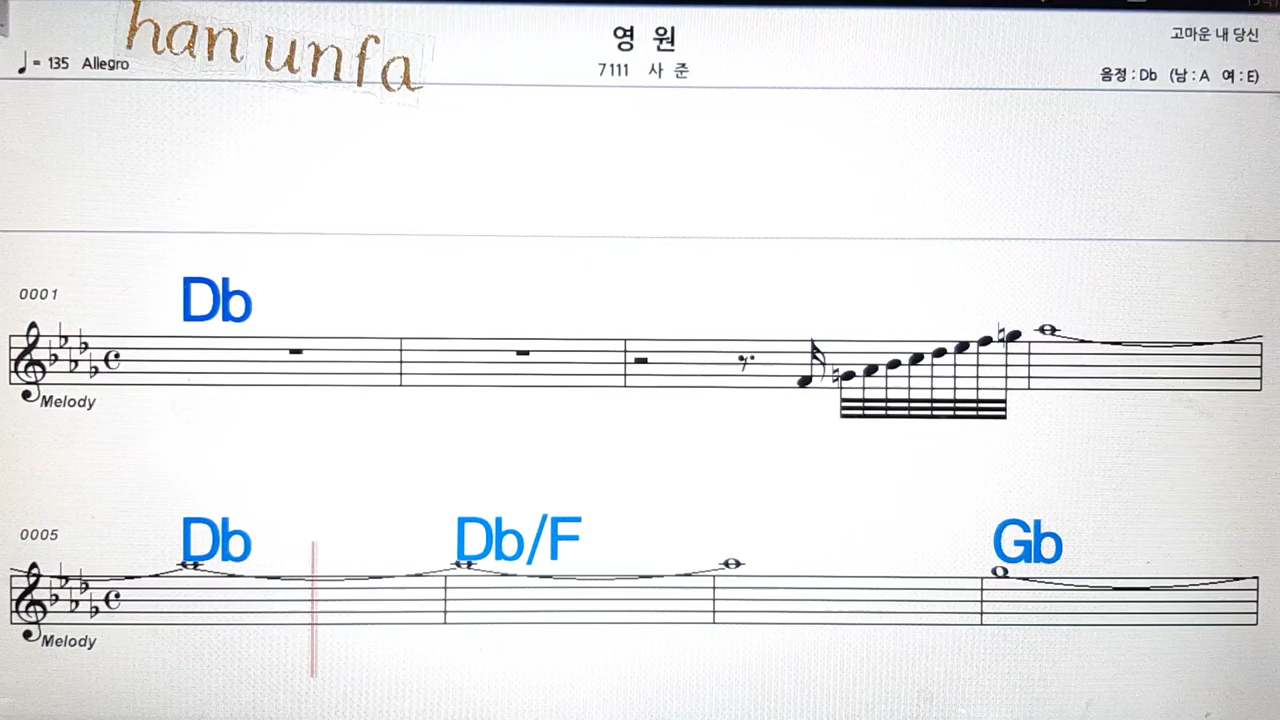 han unfa
영 원
고마운 내 당신
♩= 135 Allegro
7111 사 준
음정 : Db (남 : A 여 : E)
0001
Db
Melody
0005
Db
Db/F
Gb
Melody